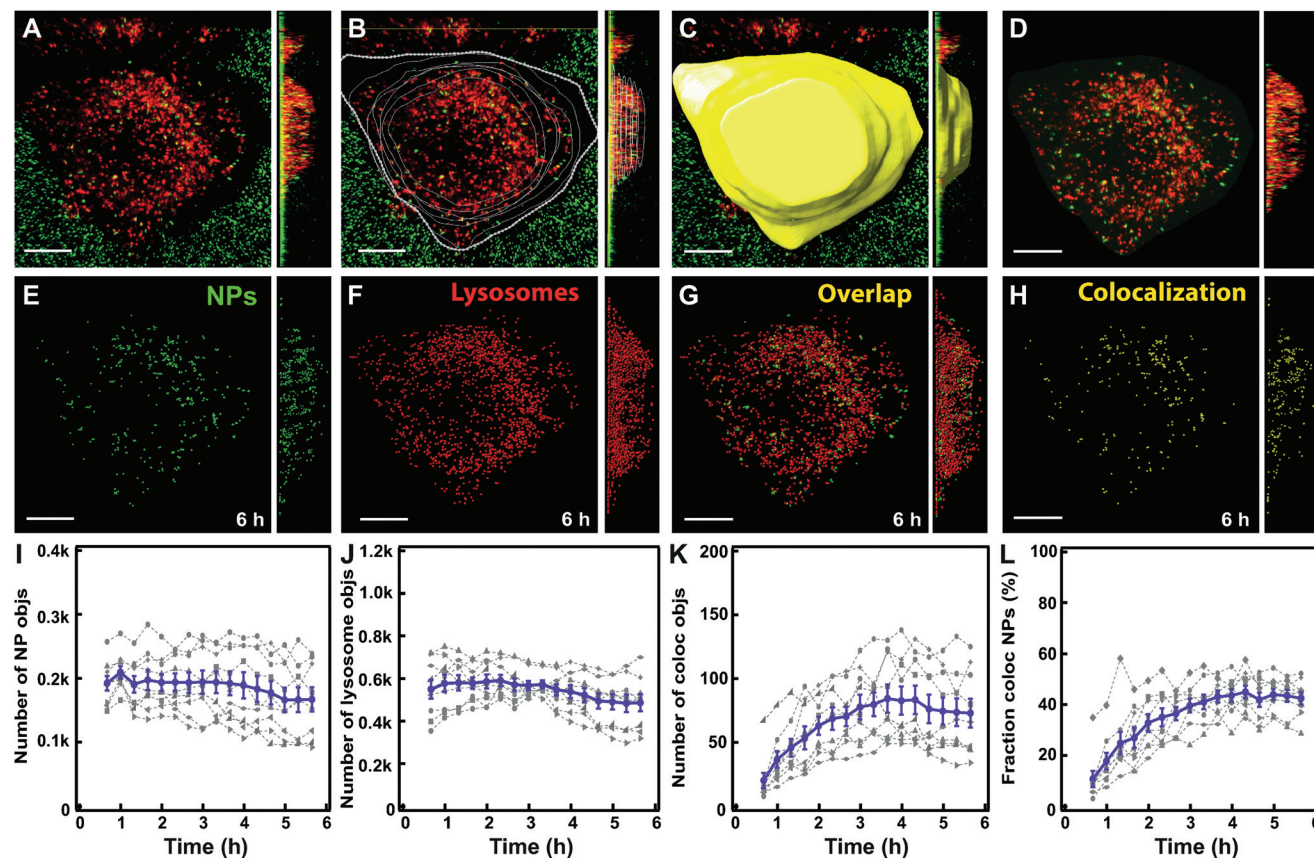 A
B
C
D
E
NPs
6 h
F
Lysosomes
6 h
G
Overlap
6 h
H
Colocalization
6 h
I
Number of NP objs
0.4k
0.3k
0.2k
0.1k
0
0 1 2 3 4 5 6
Time (h)
J
Number of lysosome objs
1.2k
1.0k
0.8k
0.6k
0.4k
0.2k
0
0 1 2 3 4 5 6
Time (h)
K
Number of coloc objs
200
150
100
50
0
0 1 2 3 4 5 6
Time (h)
L
Fraction coloc NPs (%)
100
80
60
40
20
0
0 1 2 3 4 5 6
Time (h)